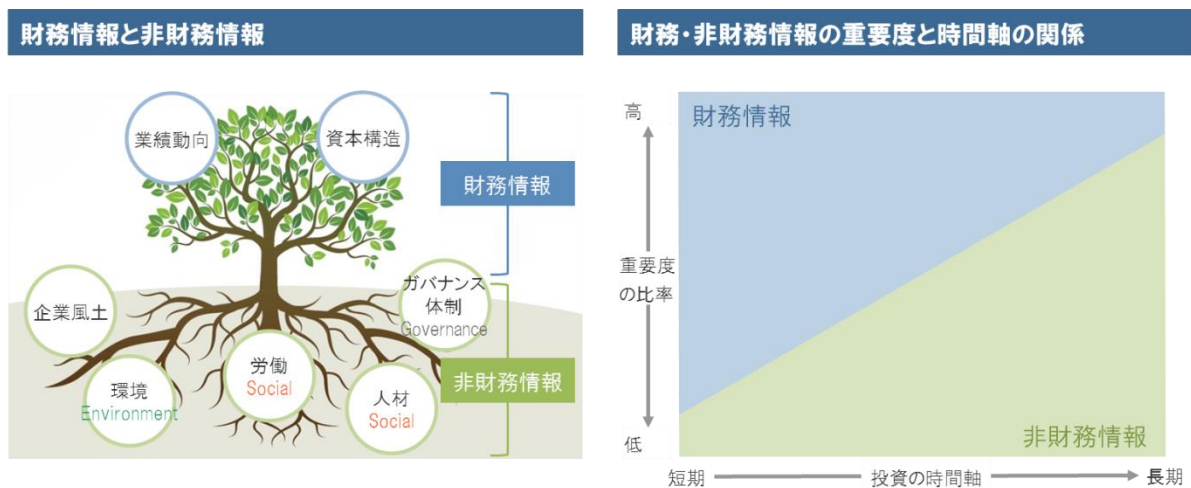 財務情報と非財務情報
業績動向
資本構造
財務情報
企業風土
ガバナンス
体制
Governance
環境
Environment
労働
Social
人材
Social
非財務情報
財務・非財務情報の重要度と時間軸の関係
高
財務情報
重要度
の比率
低
非財務情報
短期
投資の時間軸
長期